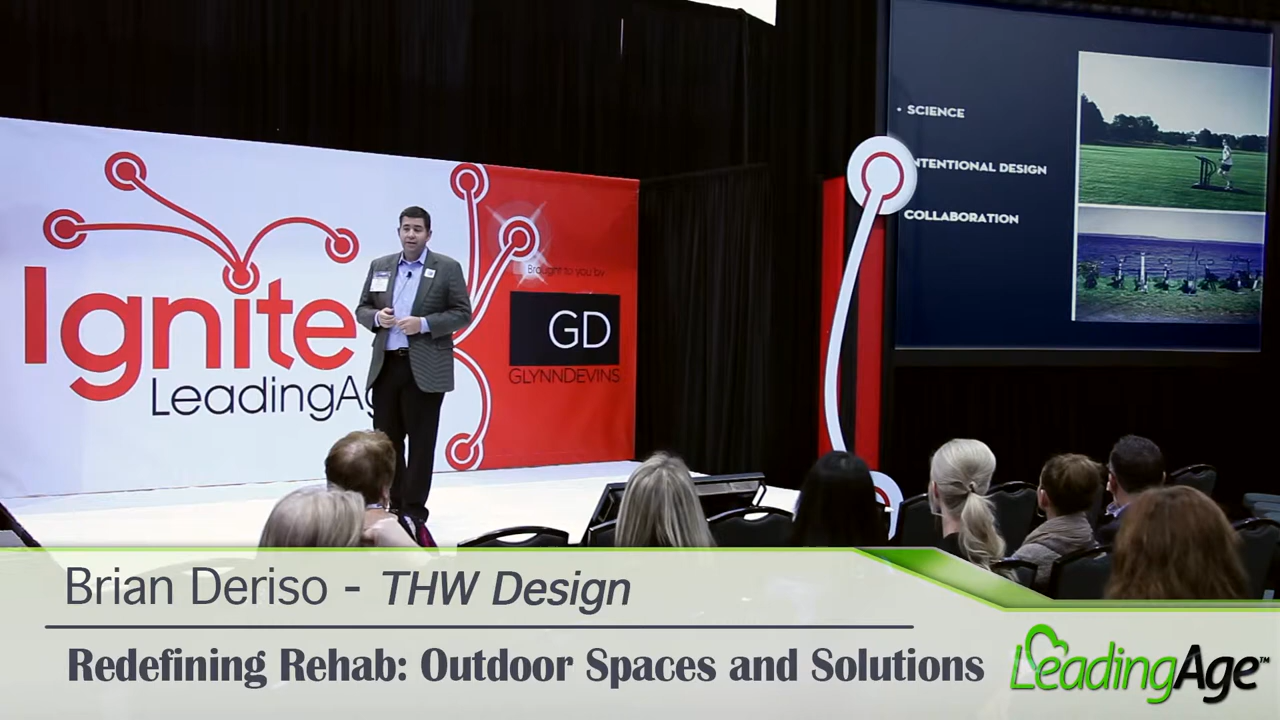 • SCIENCE
NTENTIONAL DESIGN
COLLABORATION
Ignite
LeadingAg
Brought to you by
GD
GLYNNDEVINS
Brian Deriso - THW Design
Redefining Rehab: Outdoor Spaces and Solutions
LeadingAge™